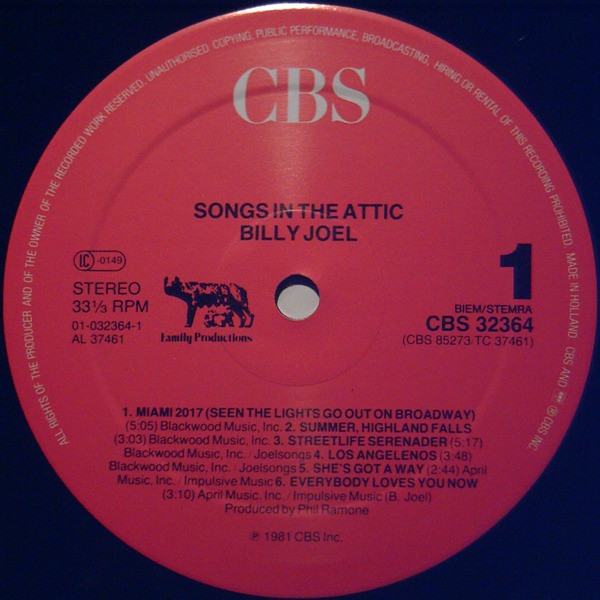 ALL RIGHTS OF THE PRODUCER AND OF THE OWNER OF THE RECORDED WORK RESERVED. UNAUTHORISED COPYING, PUBLIC PERFORMANCE, BROADCASTING, HIRING OR RENTAL OF THIS RECORDING PROHIBITED. MADE IN HOLLAND. CBS AND ARE ℗ CBS INC.
CBS
SONGS IN THE ATTIC
BILLY JOEL
LC -0149
1
STEREO
33⅓ RPM
01-032364-1
AL 37461
Family Productions
BIEM/STEMRA
CBS 32364
(CBS 85273/TC 37461)
1. MIAMI 2017 (SEEN THE LIGHTS GO OUT ON BROADWAY)
(5:05) Blackwood Music, Inc. 2. SUMMER, HIGHLAND FALLS
(3:03) Blackwood Music, Inc. 3. STREETLIFE SERENADER (5:17)
Blackwood Music, Inc. / Joelsongs 4. LOS ANGELENOS (3:48)
Blackwood Music, Inc. / Joelsongs 5. SHE'S GOT A WAY (2:44) April
Music, Inc. / Impulsive Music 6. EVERYBODY LOVES YOU NOW
(3:10) April Music, Inc. / Impulsive Music (B. Joel)
Produced by Phil Ramone
℗ 1981 CBS Inc.